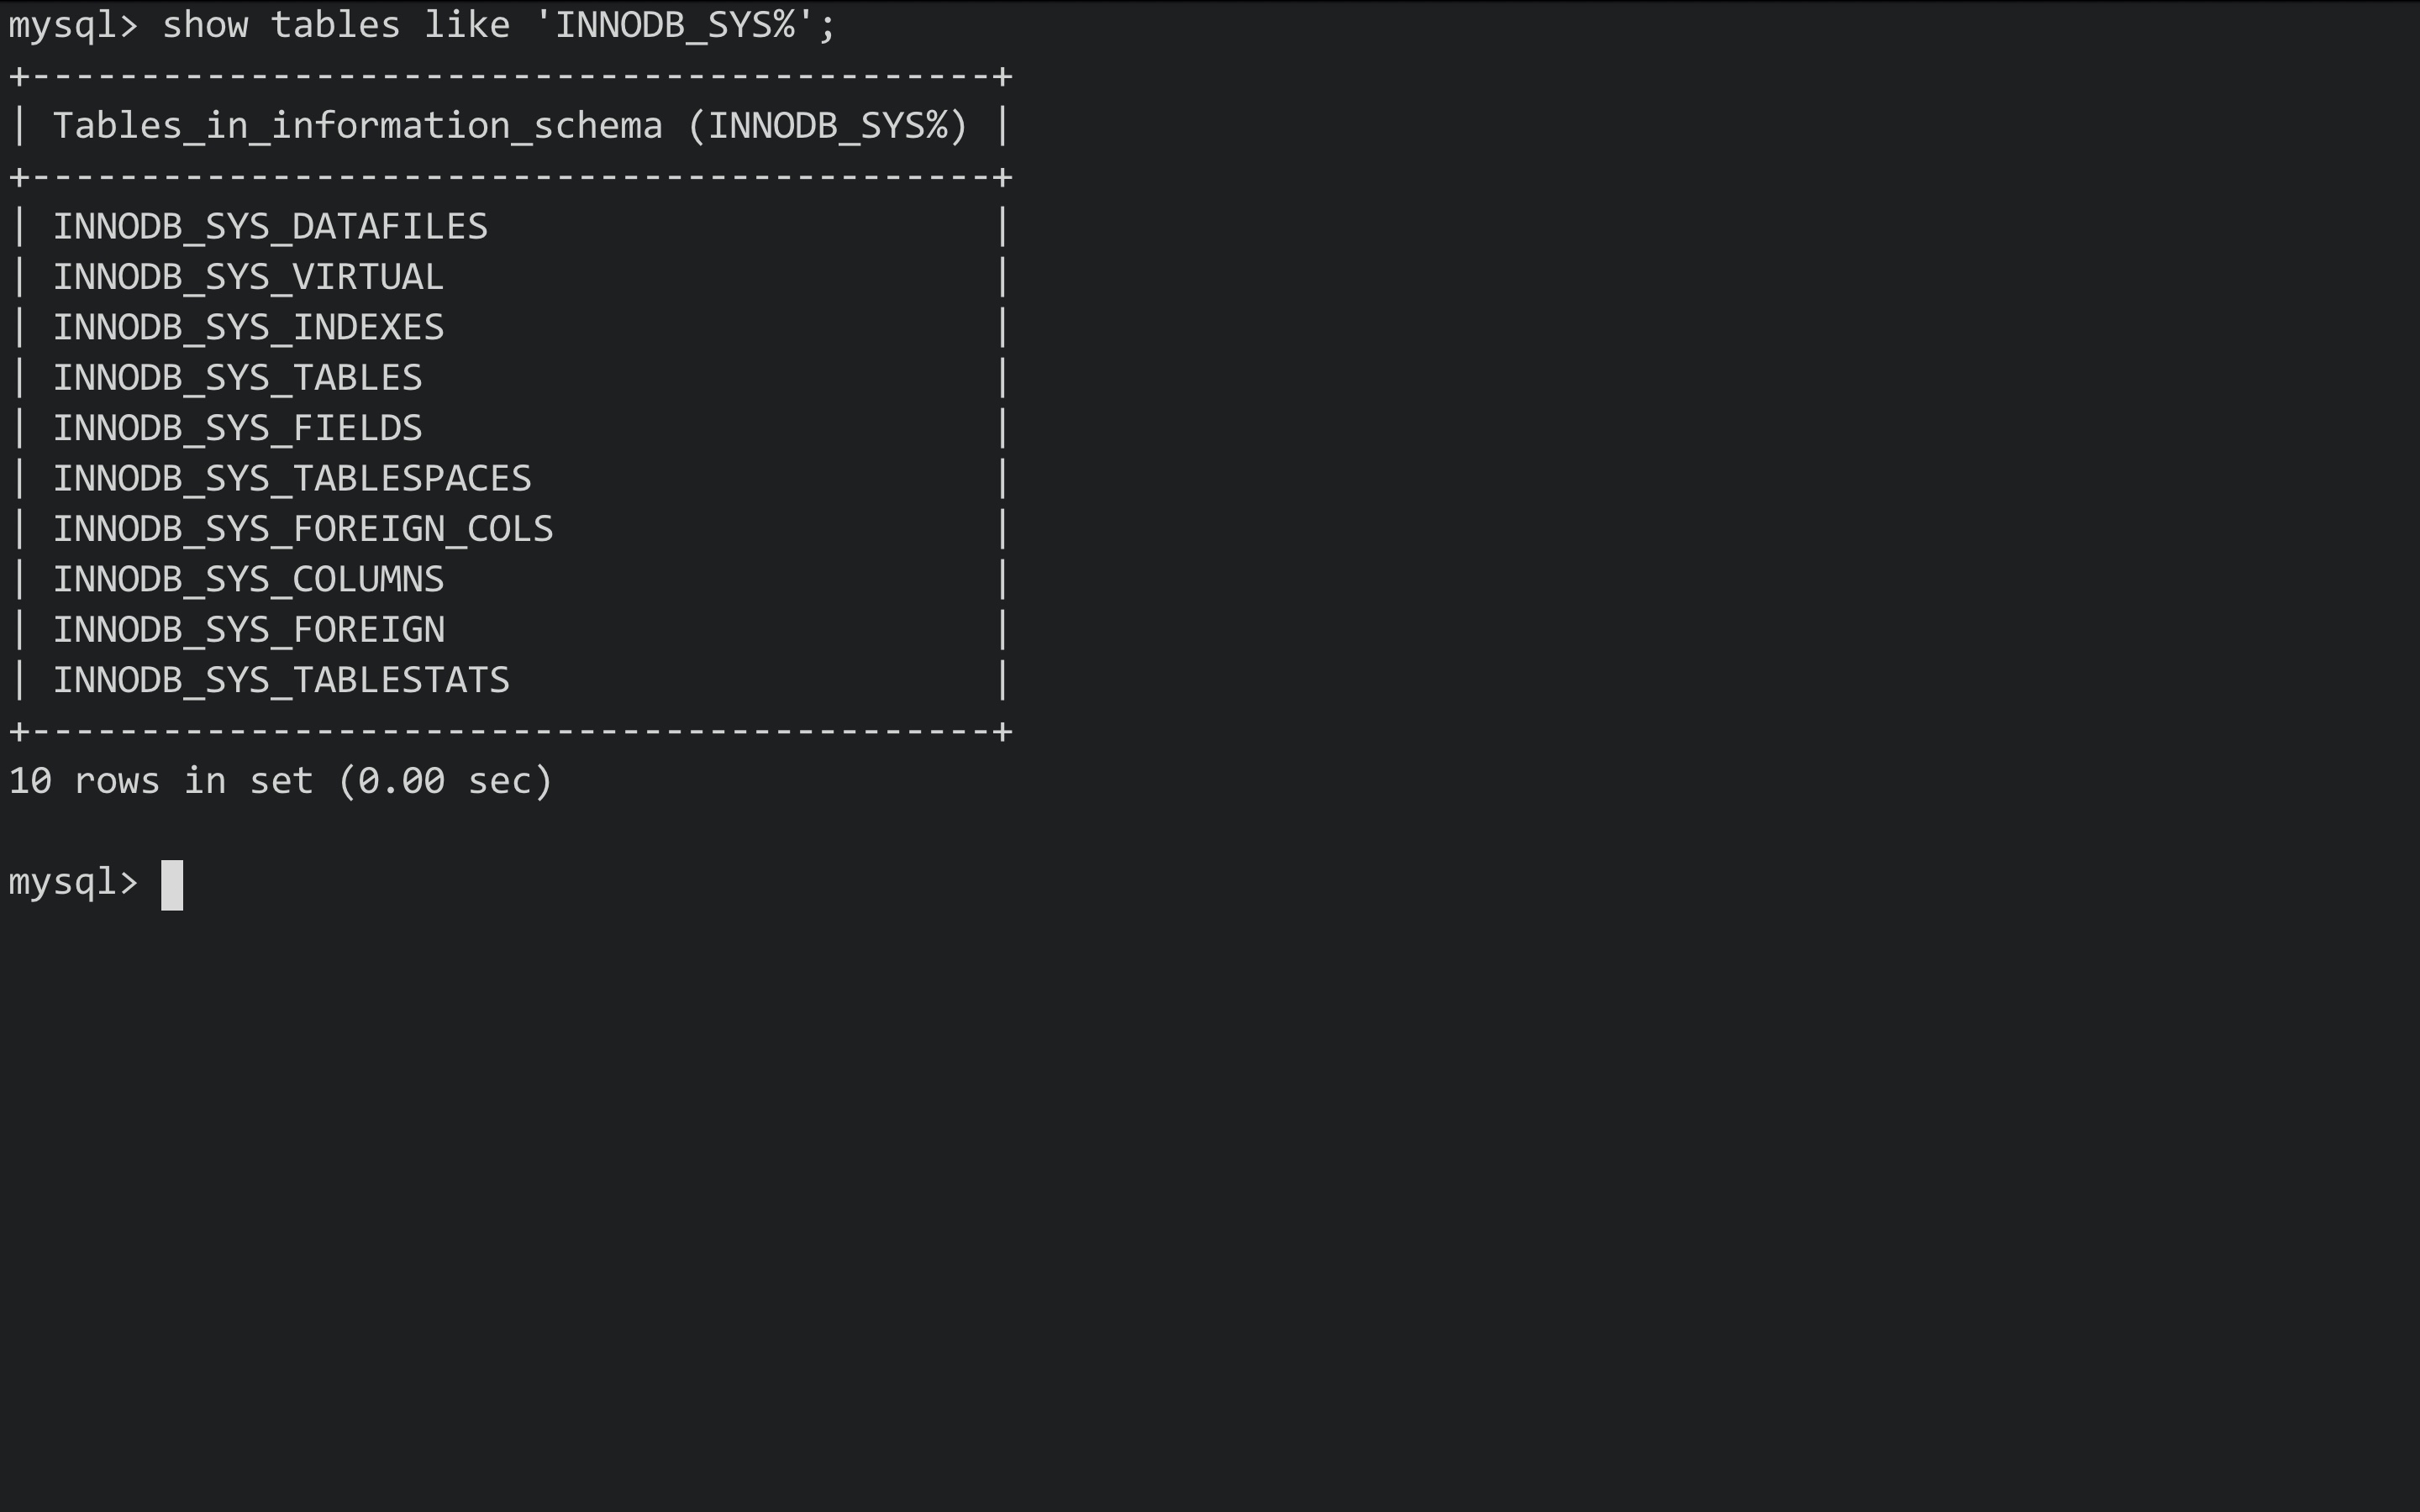 mysql> show tables like 'INNODB_SYS%';
+--------------------------------------------+
| Tables_in_information_schema (INNODB_SYS%) |
+--------------------------------------------+
| INNODB_SYS_DATAFILES                       |
| INNODB_SYS_VIRTUAL                         |
| INNODB_SYS_INDEXES                         |
| INNODB_SYS_TABLES                          |
| INNODB_SYS_FIELDS                          |
| INNODB_SYS_TABLESPACES                     |
| INNODB_SYS_FOREIGN_COLS                    |
| INNODB_SYS_COLUMNS                         |
| INNODB_SYS_FOREIGN                         |
| INNODB_SYS_TABLESTATS                      |
+--------------------------------------------+
10 rows in set (0.00 sec)
mysql>